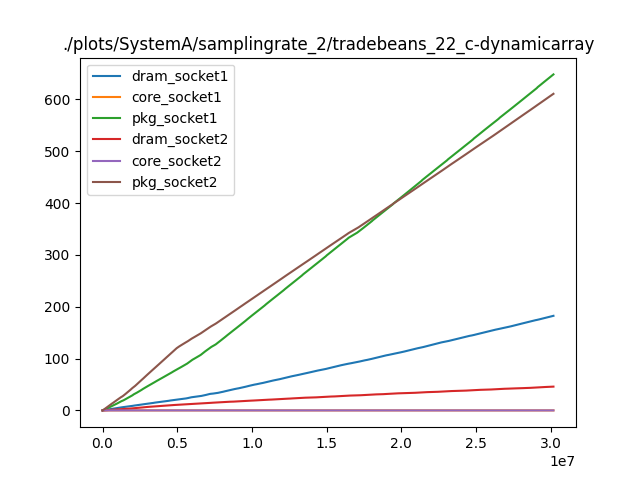 ./plots/SystemA/samplingrate_2/tradebeans_22_c-dynamicarray
dram_socket1
core_socket1
pkg_socket1
dram_socket2
core_socket2
pkg_socket2
600
500
400
300
200
100
0
0.0 0.5 1.0 1.5 2.0 2.5 3.0
1e7